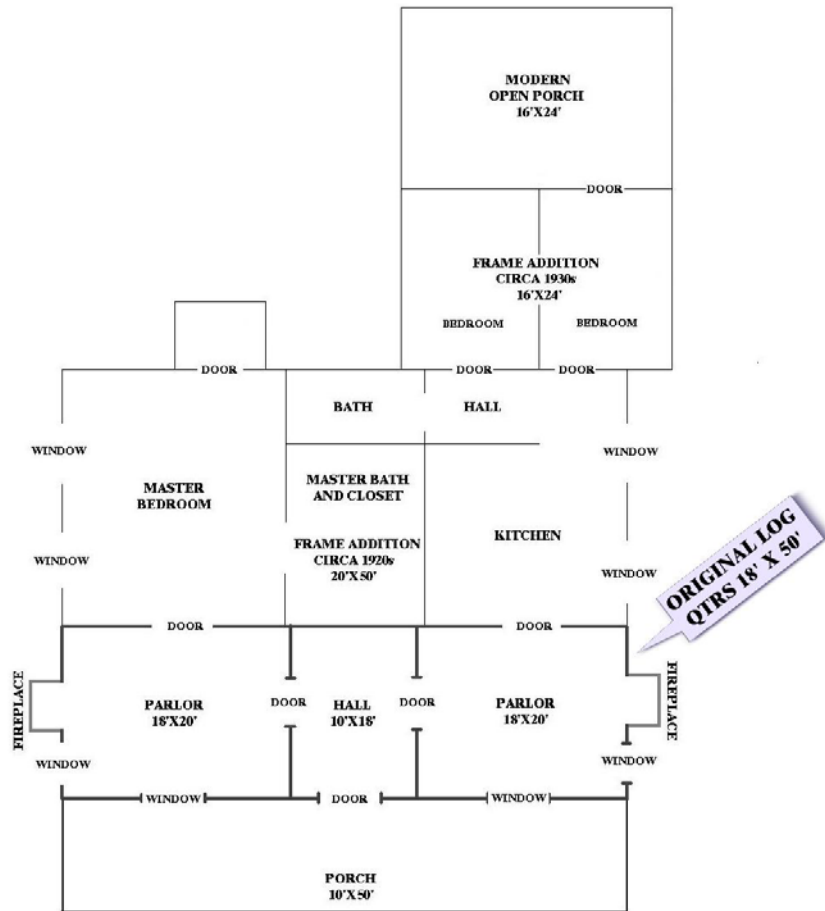 MODERN
OPEN PORCH
16'X24'
DOOR
FRAME ADDITION
CIRCA 1930s
16'X24'
BEDROOM
BEDROOM
DOOR
DOOR
DOOR
BATH
HALL
WINDOW
WINDOW
MASTER
BEDROOM
MASTER BATH
AND CLOSET
KITCHEN
FRAME ADDITION
CIRCA 1920s
20'X50'
WINDOW
WINDOW
ORIGINAL LOG
QTRS 18' X 50'
DOOR
DOOR
FIREPLACE
PARLOR
18'X20'
DOOR
HALL
10'X18'
DOOR
PARLOR
18'X20'
FIREPLACE
WINDOW
WINDOW
WINDOW
DOOR
WINDOW
PORCH
10'X50'